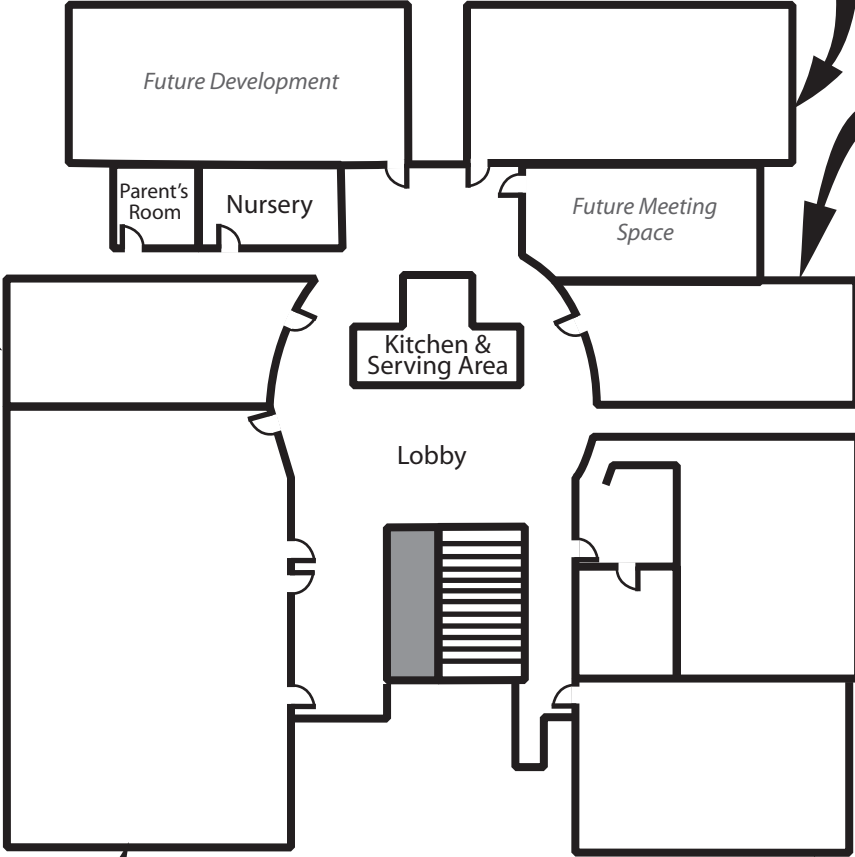 Future Development
Parent's
Room
Nursery
Future Meeting
Space
Kitchen &
Serving Area
Lobby